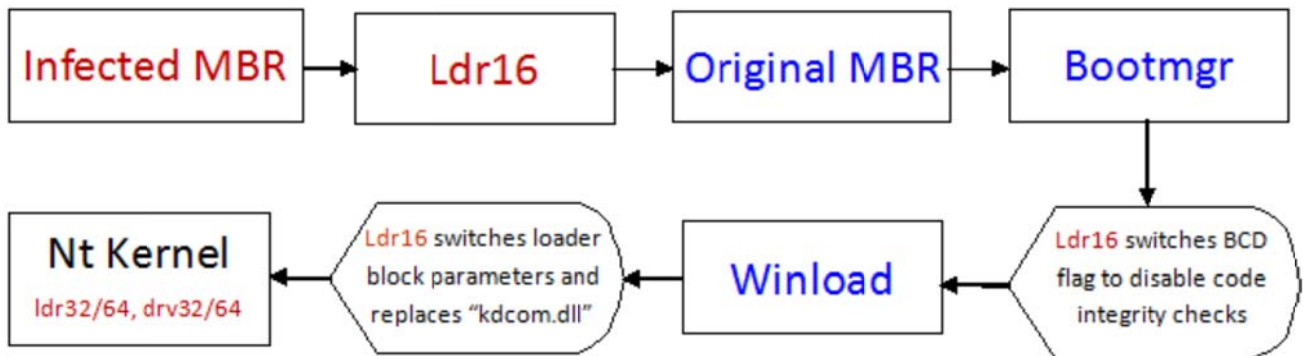 Infected MBR
Ldr16
Original MBR
Bootmgr
Ldr16 switches BCD
flag to disable code
integrity checks
Winload
Ldr16 switches loader
block parameters and
replaces “kdcom.dll”
Nt Kernel
ldr32/64, drv32/64